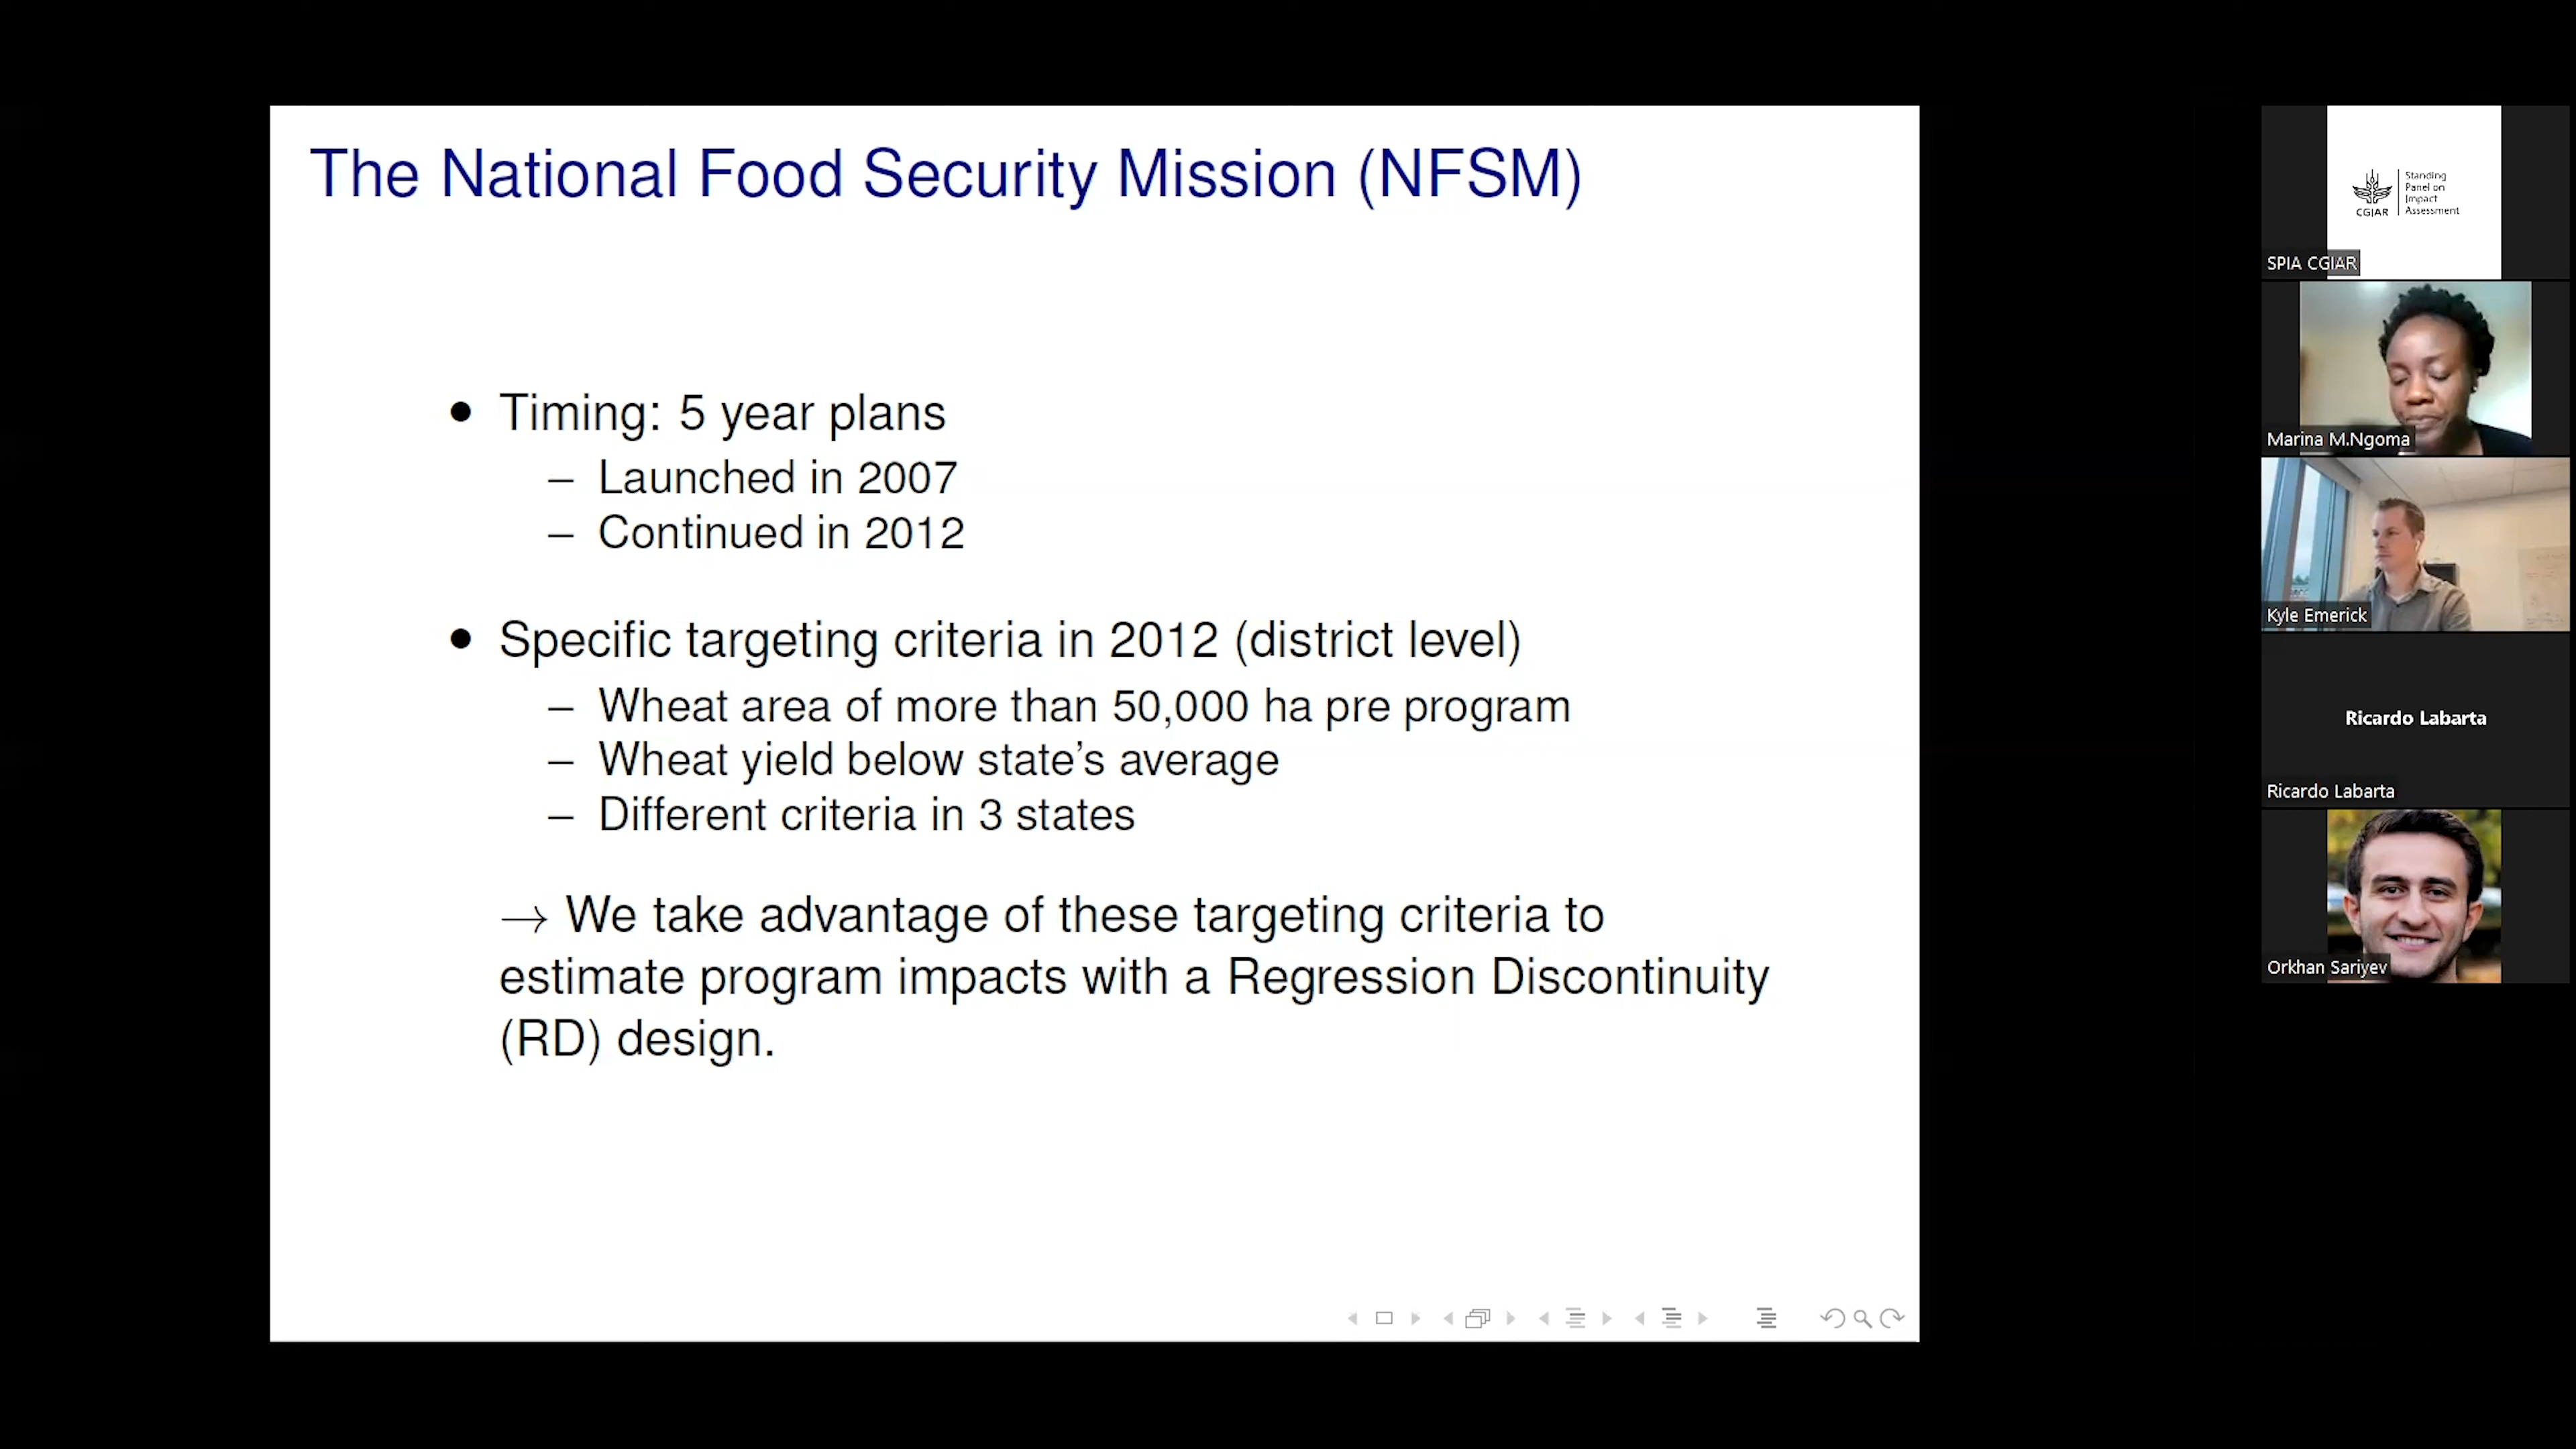 The National Food Security Mission (NFSM)
• Timing: 5 year plans
– Launched in 2007
– Continued in 2012
• Specific targeting criteria in 2012 (district level)
– Wheat area of more than 50,000 ha pre program
– Wheat yield below state's average
– Different criteria in 3 states
→ We take advantage of these targeting criteria to
estimate program impacts with a Regression Discontinuity
(RD) design.
CGIAR
Standing
Panel on
Impact
Assessment
SPIA CGIAR
Marina M.Ngoma
Kyle Emerick
Ricardo Labarta
Ricardo Labarta
Orkhan Sariyev